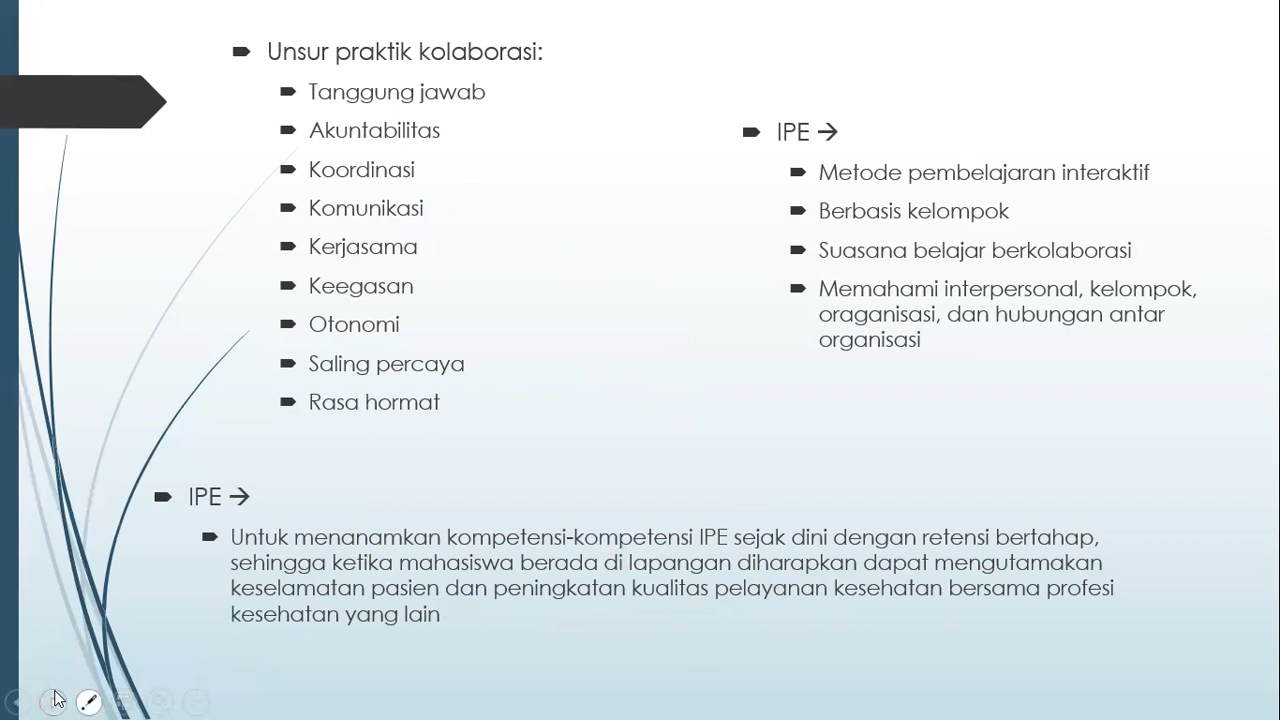 Unsur praktik kolaborasi:
Tanggung jawab
Akuntabilitas
Koordinasi
Komunikasi
Kerjasama
Keegasan
Otonomi
Saling percaya
Rasa hormat
IPE →
Metode pembelajaran interaktif
Berbasis kelompok
Suasana belajar berkolaborasi
Memahami interpersonal, kelompok,
oraganisasi, dan hubungan antar
organisasi
IPE →
Untuk menanamkan kompetensi-kompetensi IPE sejak dini dengan retensi bertahap,
sehingga ketika mahasiswa berada di lapangan diharapkan dapat mengutamakan
keselamatan pasien dan peningkatan kualitas pelayanan kesehatan bersama profesi
kesehatan yang lain